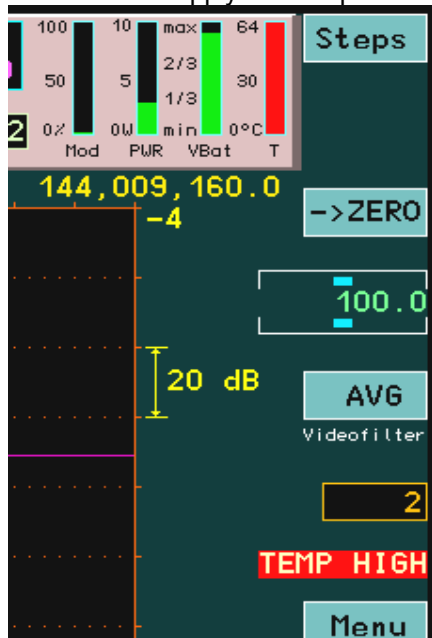 100 10 max 64
Steps
2/3
50 5 30
1/3
2 0% 0W min 0°C
Mod PWR VBat T
144,009,160.0
-4
->ZERO
100.0
20 dB
AVG
Videofilter
2
TEMP HIGH
Menu